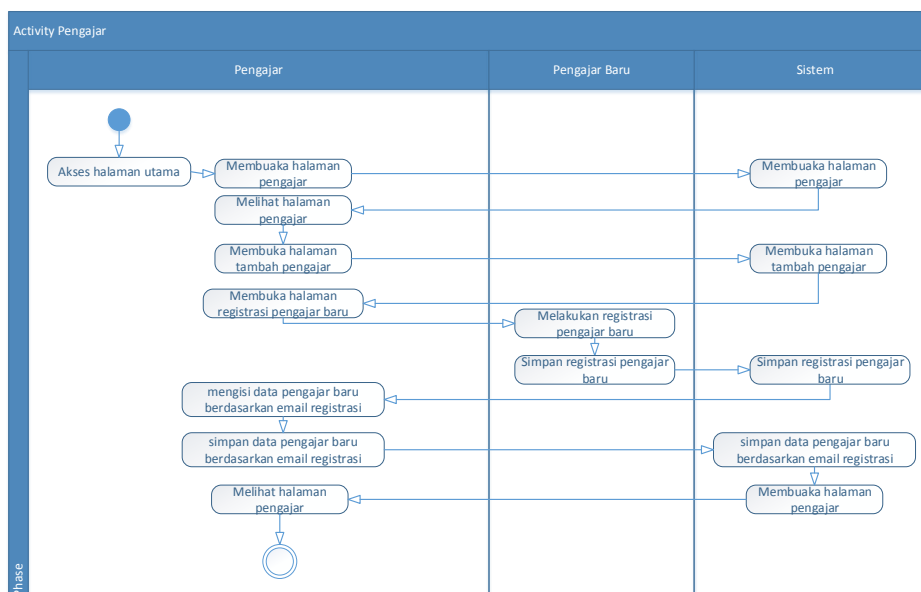 Activity Pengajar
Pengajar
Pengajar Baru
Sistem
Akses halaman utama
Membuaka halaman
pengajar
Membuaka halaman
pengajar
Melihat halaman
pengajar
Membuka halaman
tambah pengajar
Membuka halaman
tambah pengajar
Membuka halaman
registrasi pengajar baru
Melakukan registrasi
pengajar baru
Simpan registrasi pengajar
baru
Simpan registrasi pengajar
baru
mengisi data pengajar baru
berdasarkan email registrasi
simpan data pengajar baru
berdasarkan email registrasi
simpan data pengajar baru
berdasarkan email registrasi
Melihat halaman
pengajar
Membuaka halaman
pengajar
Phase